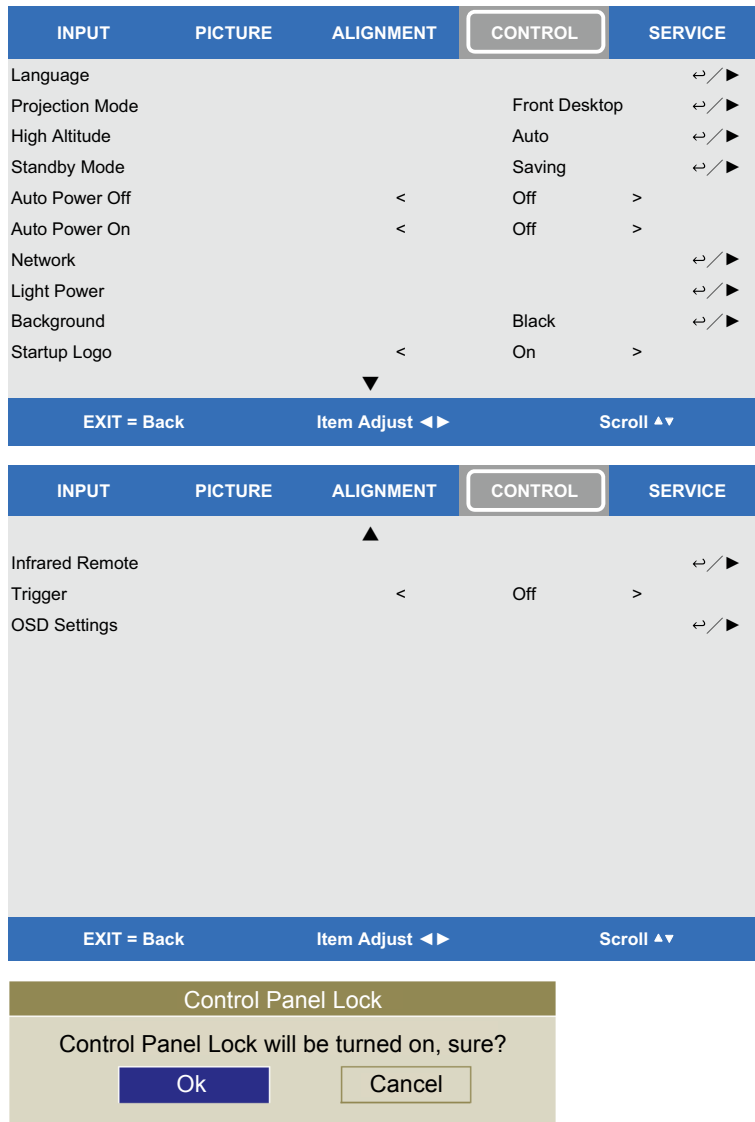 INPUT PICTURE ALIGNMENT CONTROL SERVICE
Language ↩/▶
Projection Mode Front Desktop ↩/▶
High Altitude Auto ↩/▶
Standby Mode Saving ↩/▶
Auto Power Off < Off >
Auto Power On < Off >
Network ↩/▶
Light Power ↩/▶
Background Black ↩/▶
Startup Logo < On >
▼
EXIT = Back Item Adjust ◀▶ Scroll ▲▼
INPUT PICTURE ALIGNMENT CONTROL SERVICE
▲
Infrared Remote ↩/▶
Trigger < Off >
OSD Settings ↩/▶
EXIT = Back Item Adjust ◀▶ Scroll ▲▼
Control Panel Lock
Control Panel Lock will be turned on, sure?
Ok Cancel